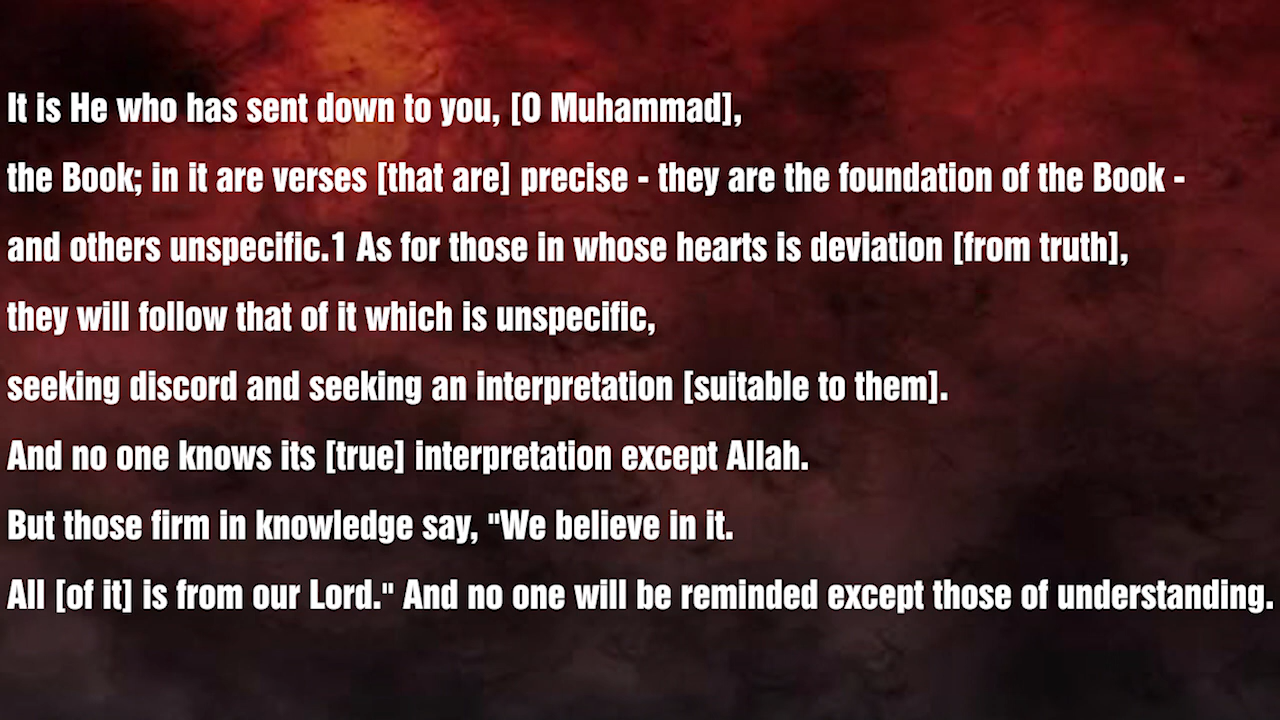 It is He who has sent down to you, [O Muhammad],
the Book; in it are verses [that are] precise - they are the foundation of the Book -
and others unspecific.1 As for those in whose hearts is deviation [from truth],
they will follow that of it which is unspecific,
seeking discord and seeking an interpretation [suitable to them].
And no one knows its [true] interpretation except Allah.
But those firm in knowledge say, "We believe in it.
All [of it] is from our Lord." And no one will be reminded except those of understanding.